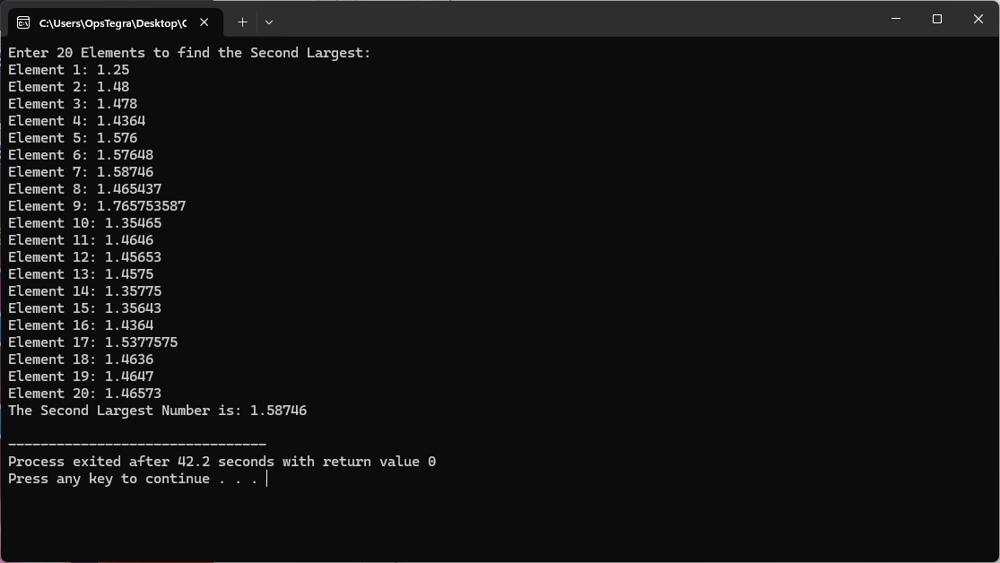 C:\Users\OpsTegra\Desktop\C
Enter 20 Elements to find the Second Largest:
Element 1: 1.25
Element 2: 1.48
Element 3: 1.478
Element 4: 1.4364
Element 5: 1.576
Element 6: 1.57648
Element 7: 1.58746
Element 8: 1.465437
Element 9: 1.765753587
Element 10: 1.35465
Element 11: 1.4646
Element 12: 1.45653
Element 13: 1.4575
Element 14: 1.35775
Element 15: 1.35643
Element 16: 1.4364
Element 17: 1.5377575
Element 18: 1.4636
Element 19: 1.4647
Element 20: 1.46573
The Second Largest Number is: 1.58746
--------------------------------
Process exited after 42.2 seconds with return value 0
Press any key to continue . . .